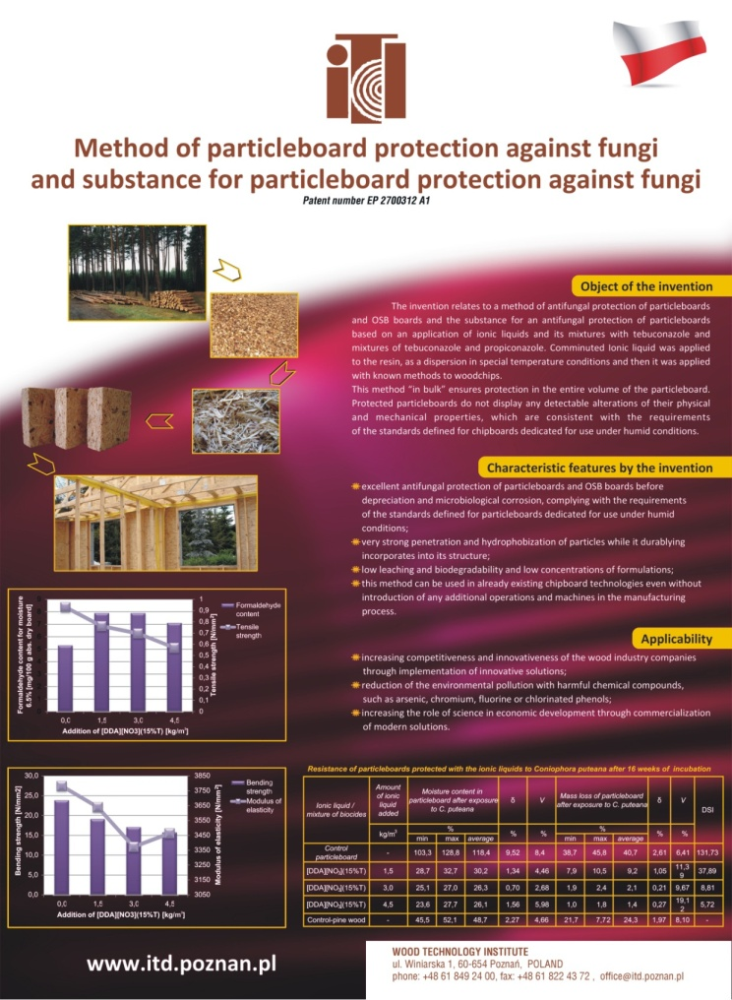 iTD
Method of particleboard protection against fungi
and substance for particleboard protection against fungi
Patent number EP 2700312 A1
Object of the invention
The invention relates to a method of antifungal protection of particleboards
and OSB boards and the substance for an antifungal protection of particleboards
based on an application of ionic liquids and its mixtures with tebuconazole and
mixtures of tebuconazole and propiconazole. Comminuted Ionic liquid was applied
to the resin, as a dispersion in special temperature conditions and then it was applied
with known methods to woodchips.
This method “in bulk” ensures protection in the entire volume of the particleboard.
Protected particleboards do not display any detectable alterations of their physical
and mechanical properties, which are consistent with the requirements
of the standards defined for chipboards dedicated for use under humid conditions.
Characteristic features by the invention
excellent antifungal protection of particleboards and OSB boards before
depreciation and microbiological corrosion, complying with the requirements
of the standards defined for particleboards dedicated for use under humid
conditions;
very strong penetration and hydrophobization of particles while it durablying
incorporates into its structure;
low leaching and biodegradability and low concentrations of formulations;
this method can be used in already existing chipboard technologies even without
introduction of any additional operations and machines in the manufacturing
process.
Applicability
increasing competitiveness and innovativeness of the wood industry companies
through implementation of innovative solutions;
reduction of the environmental pollution with harmful chemical compounds,
such as arsenic, chromium, fluorine or chlorinated phenols;
increasing the role of science in economic development through commercialization
of modern solutions.
Formaldehyde content for moisture
6.5% [mg/100 g abs. dry board]
1
0,9
0,8
0,7
0,6
0,5
0,4
0,3
0,2
0,1
0
Tensile strength [N/mm²]
Formaldehyde
content
Tensile
strength
0,0 1,5 3,0 4,5
Addition of [DDA][NO3](15%T) [kg/m³]
Bending strength [N/mm2]
30,0
25,0
20,0
15,0
10,0
5,0
0,0
3850
3750
3650
3550
3450
3350
3250
3150
3050
Modulus of elasticity [N/mm²]
Bending
strength
Modulus of
elasticity
0,0 1,5 3,0 4,5
Addition of [DDA][NO3](15%T) [kg/m³]
Resistance of particleboards protected with the ionic liquids to Coniophora puteana after 16 weeks of incubation
Ionic liquid /
mixture of biocides
Amount
of ionic
liquid
added
Moisture content in
particleboard after exposure
to C. puteana
δ V
Mass loss of particleboard
after exposure to C. puteana
δ V DSI
kg/m³ % % % % % %
min max average min max average
Control
particleboard - 103,3 128,8 118,4 9,52 8,4 38,7 45,8 40,7 2,61 6,41 131,73
[DDA][NO₃](15%T) 1,5 28,7 32,7 30,2 1,34 4,46 7,9 10,5 9,2 1,05 11,39 37,89
[DDA][NO₃](15%T) 3,0 25,1 27,0 26,3 0,70 2,68 1,9 2,4 2,1 0,21 9,67 8,81
[DDA][NO₃](15%T) 4,5 23,6 27,7 26,1 1,56 5,98 1,0 1,8 1,4 0,27 19,12 5,72
Control-pine wood - 45,5 52,1 48,7 2,27 4,66 21,7 7,72 24,3 1,97 8,10 -
www.itd.poznan.pl
WOOD TECHNOLOGY INSTITUTE
ul. Winiarska 1, 60-654 Poznań, POLAND
phone: +48 61 849 24 00, fax: +48 61 822 43 72 , office@itd.poznan.pl